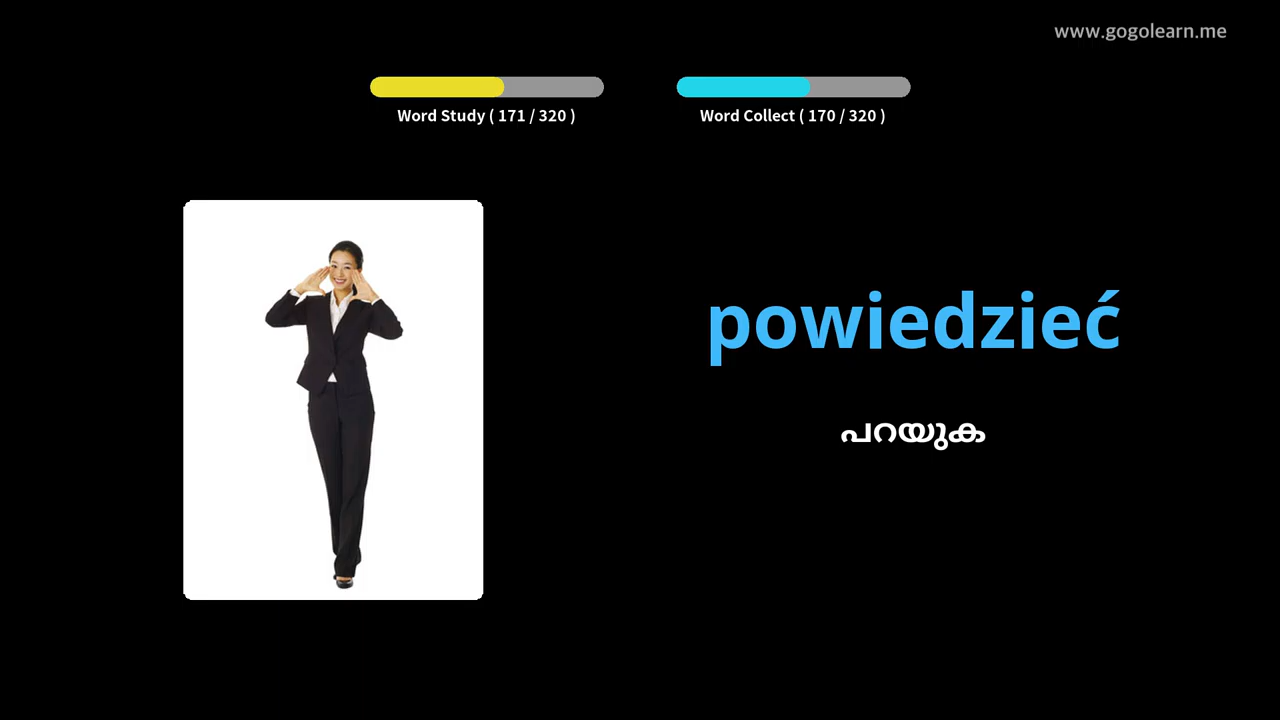 www.gogolearn.me
Word Study ( 171 / 320 )
Word Collect ( 170 / 320 )
powiedzieć
പറയുക